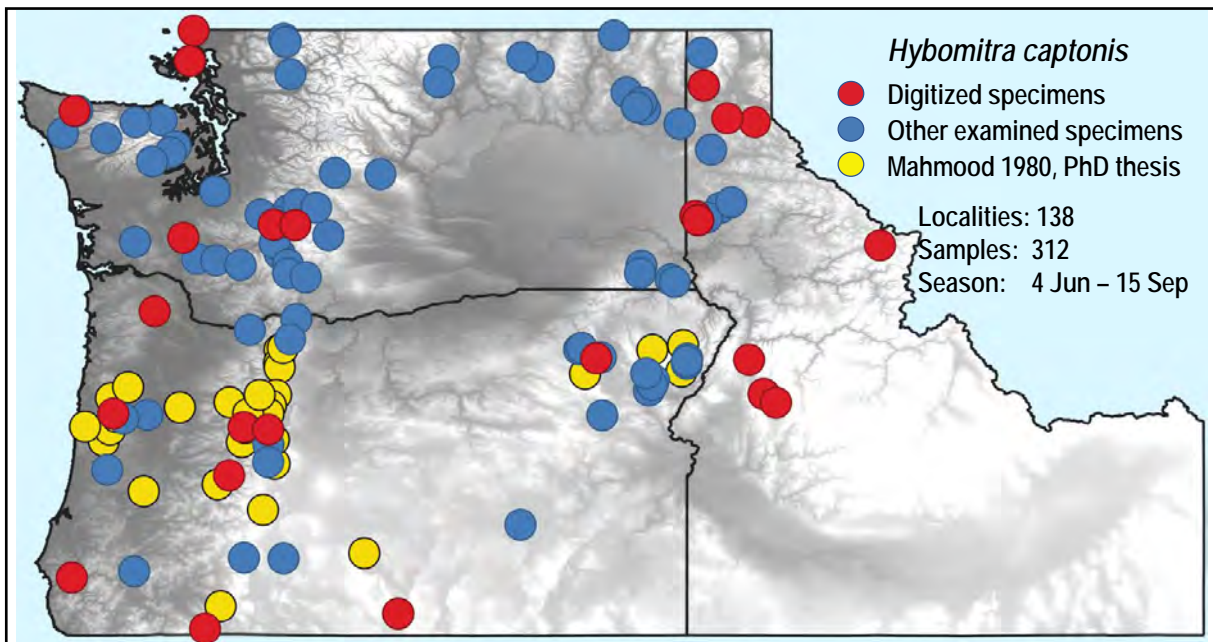 Hybomitra captonis
Digitized specimens
Other examined specimens
Mahmood 1980, PhD thesis
Localities: 138
Samples: 312
Season: 4 Jun – 15 Sep